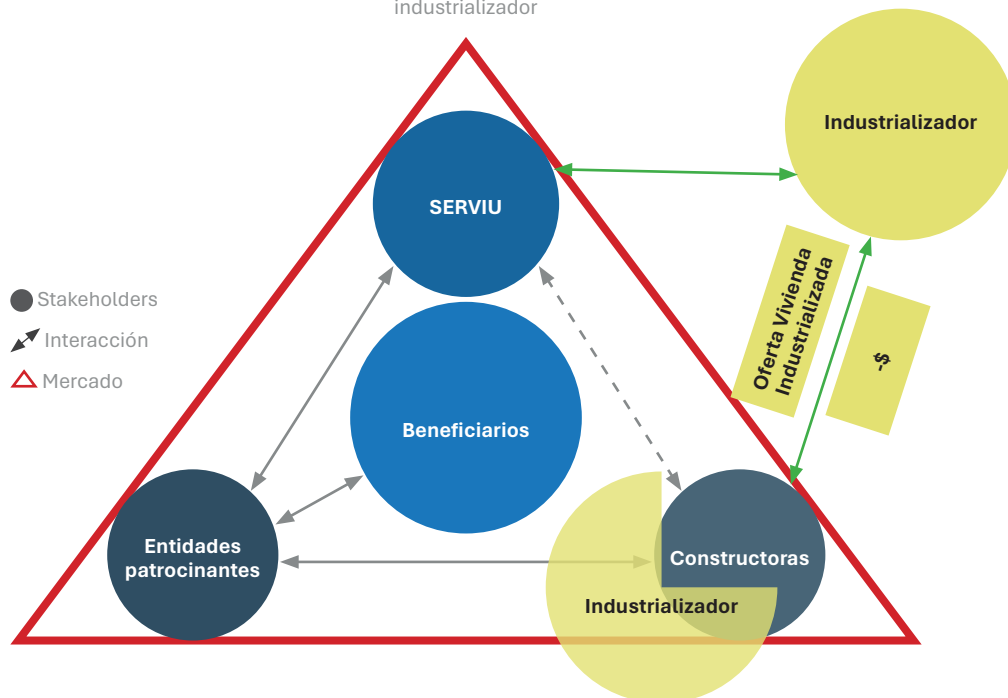 industrializador
Industrializador
SERVIU
Oferta Vivienda
Industrializada
-$
Stakeholders
Interacción
Mercado
Beneficiarios
Entidades
patrocinantes
Constructoras
Industrializador